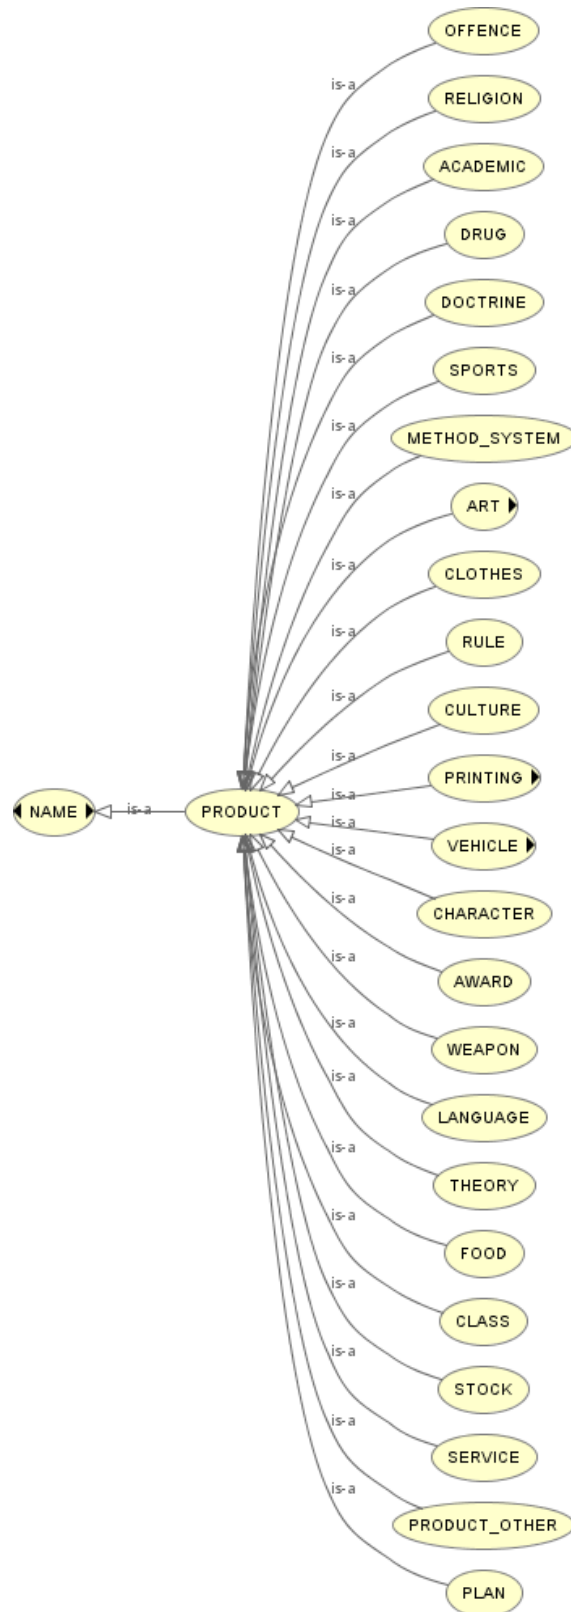 OFFENCE
is-a
RELIGION
is-a
ACADEMIC
is-a
DRUG
is-a
DOCTRINE
is-a
SPORTS
is-a
METHOD_SYSTEM
is-a
ART
is-a
CLOTHES
is-a
RULE
is-a
CULTURE
is-a
PRINTING
is-a
NAME is-a PRODUCT
is-a
VEHICLE
is-a
CHARACTER
is-a
AWARD
is-a
WEAPON
is-a
LANGUAGE
is-a
THEORY
is-a
FOOD
is-a
CLASS
is-a
STOCK
is-a
SERVICE
is-a
PRODUCT_OTHER
is-a
PLAN